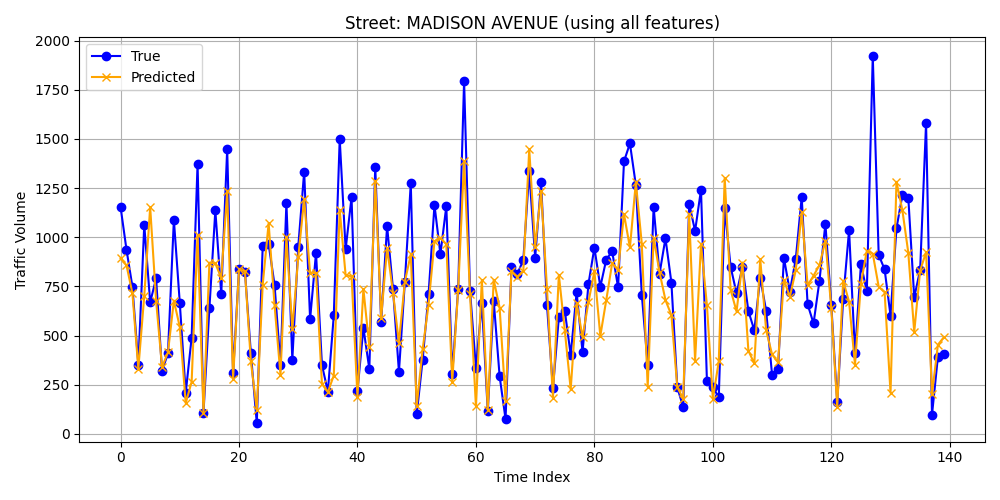 Street: MADISON AVENUE (using all features)
True
Predicted
Traffic Volume
2000
1750
1500
1250
1000
750
500
250
0
0 20 40 60 80 100 120 140
Time Index